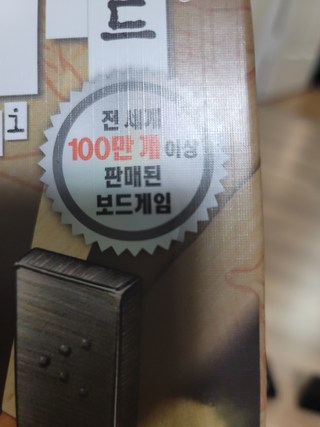 드
i
전 세계
100만 개 이상
판매된
보드게임